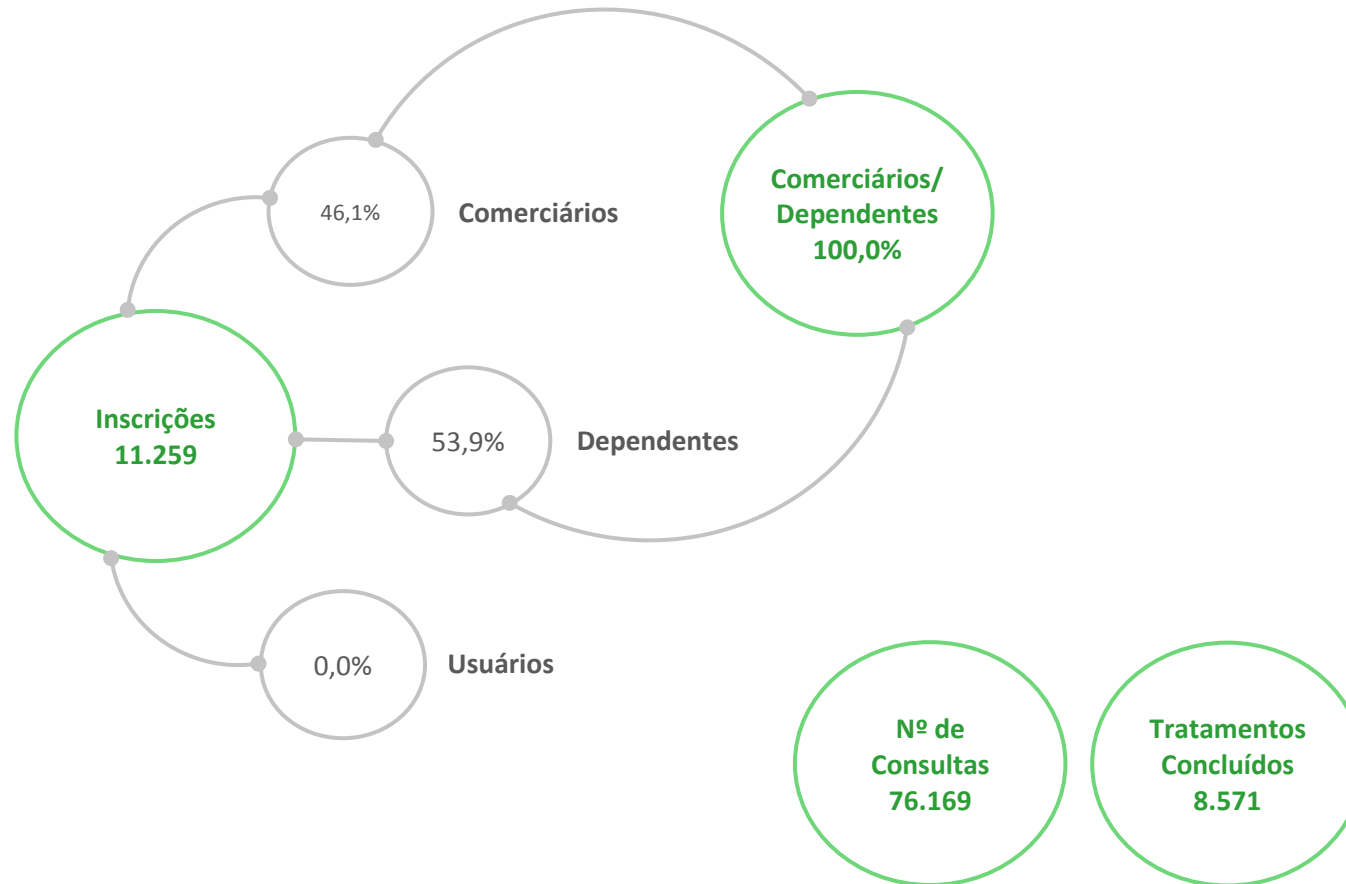 Comerciários/
Dependentes
100,0%
46,1%
Comerciários
Inscrições
11.259
53,9%
Dependentes
0,0%
Usuários
Nº de
Consultas
76.169
Tratamentos
Concluídos
8.571